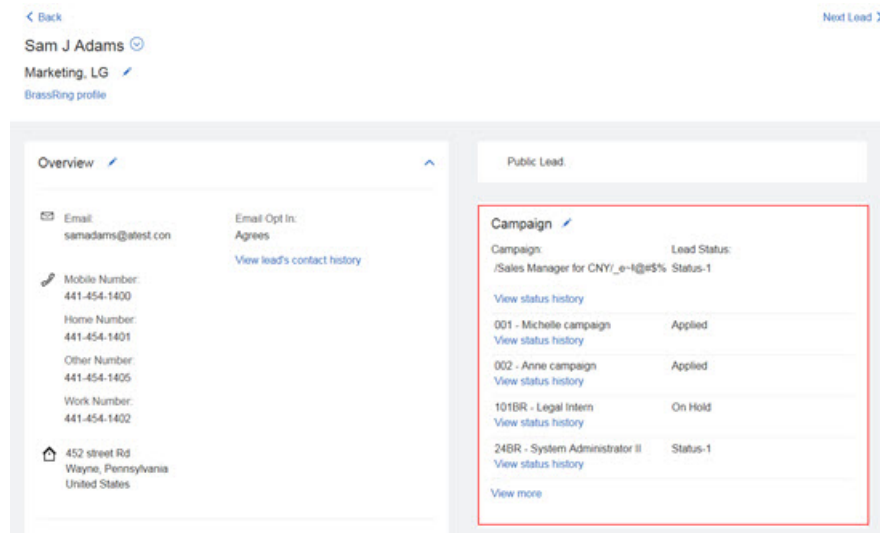 Back
Next Lead
Sam J Adams
Marketing, LG
BrassRing profile
Overview
Email:
samadams@atest.con
Email Opt In:
Agrees
View lead's contact history
Mobile Number:
441-454-1400
Home Number:
441-454-1401
Other Number:
441-454-1405
Work Number:
441-454-1402
452 street Rd
Wayne, Pennsylvania
United States
Public Lead.
Campaign
Campaign: Lead Status:
/Sales Manager for CNY/ Status-1
View status history
001 - Michelle campaign Applied
View status history
002 - Anne campaign Applied
View status history
101BR - Legal Intern On Hold
View status history
24BR - System Administrator II Status-1
View status history
View more